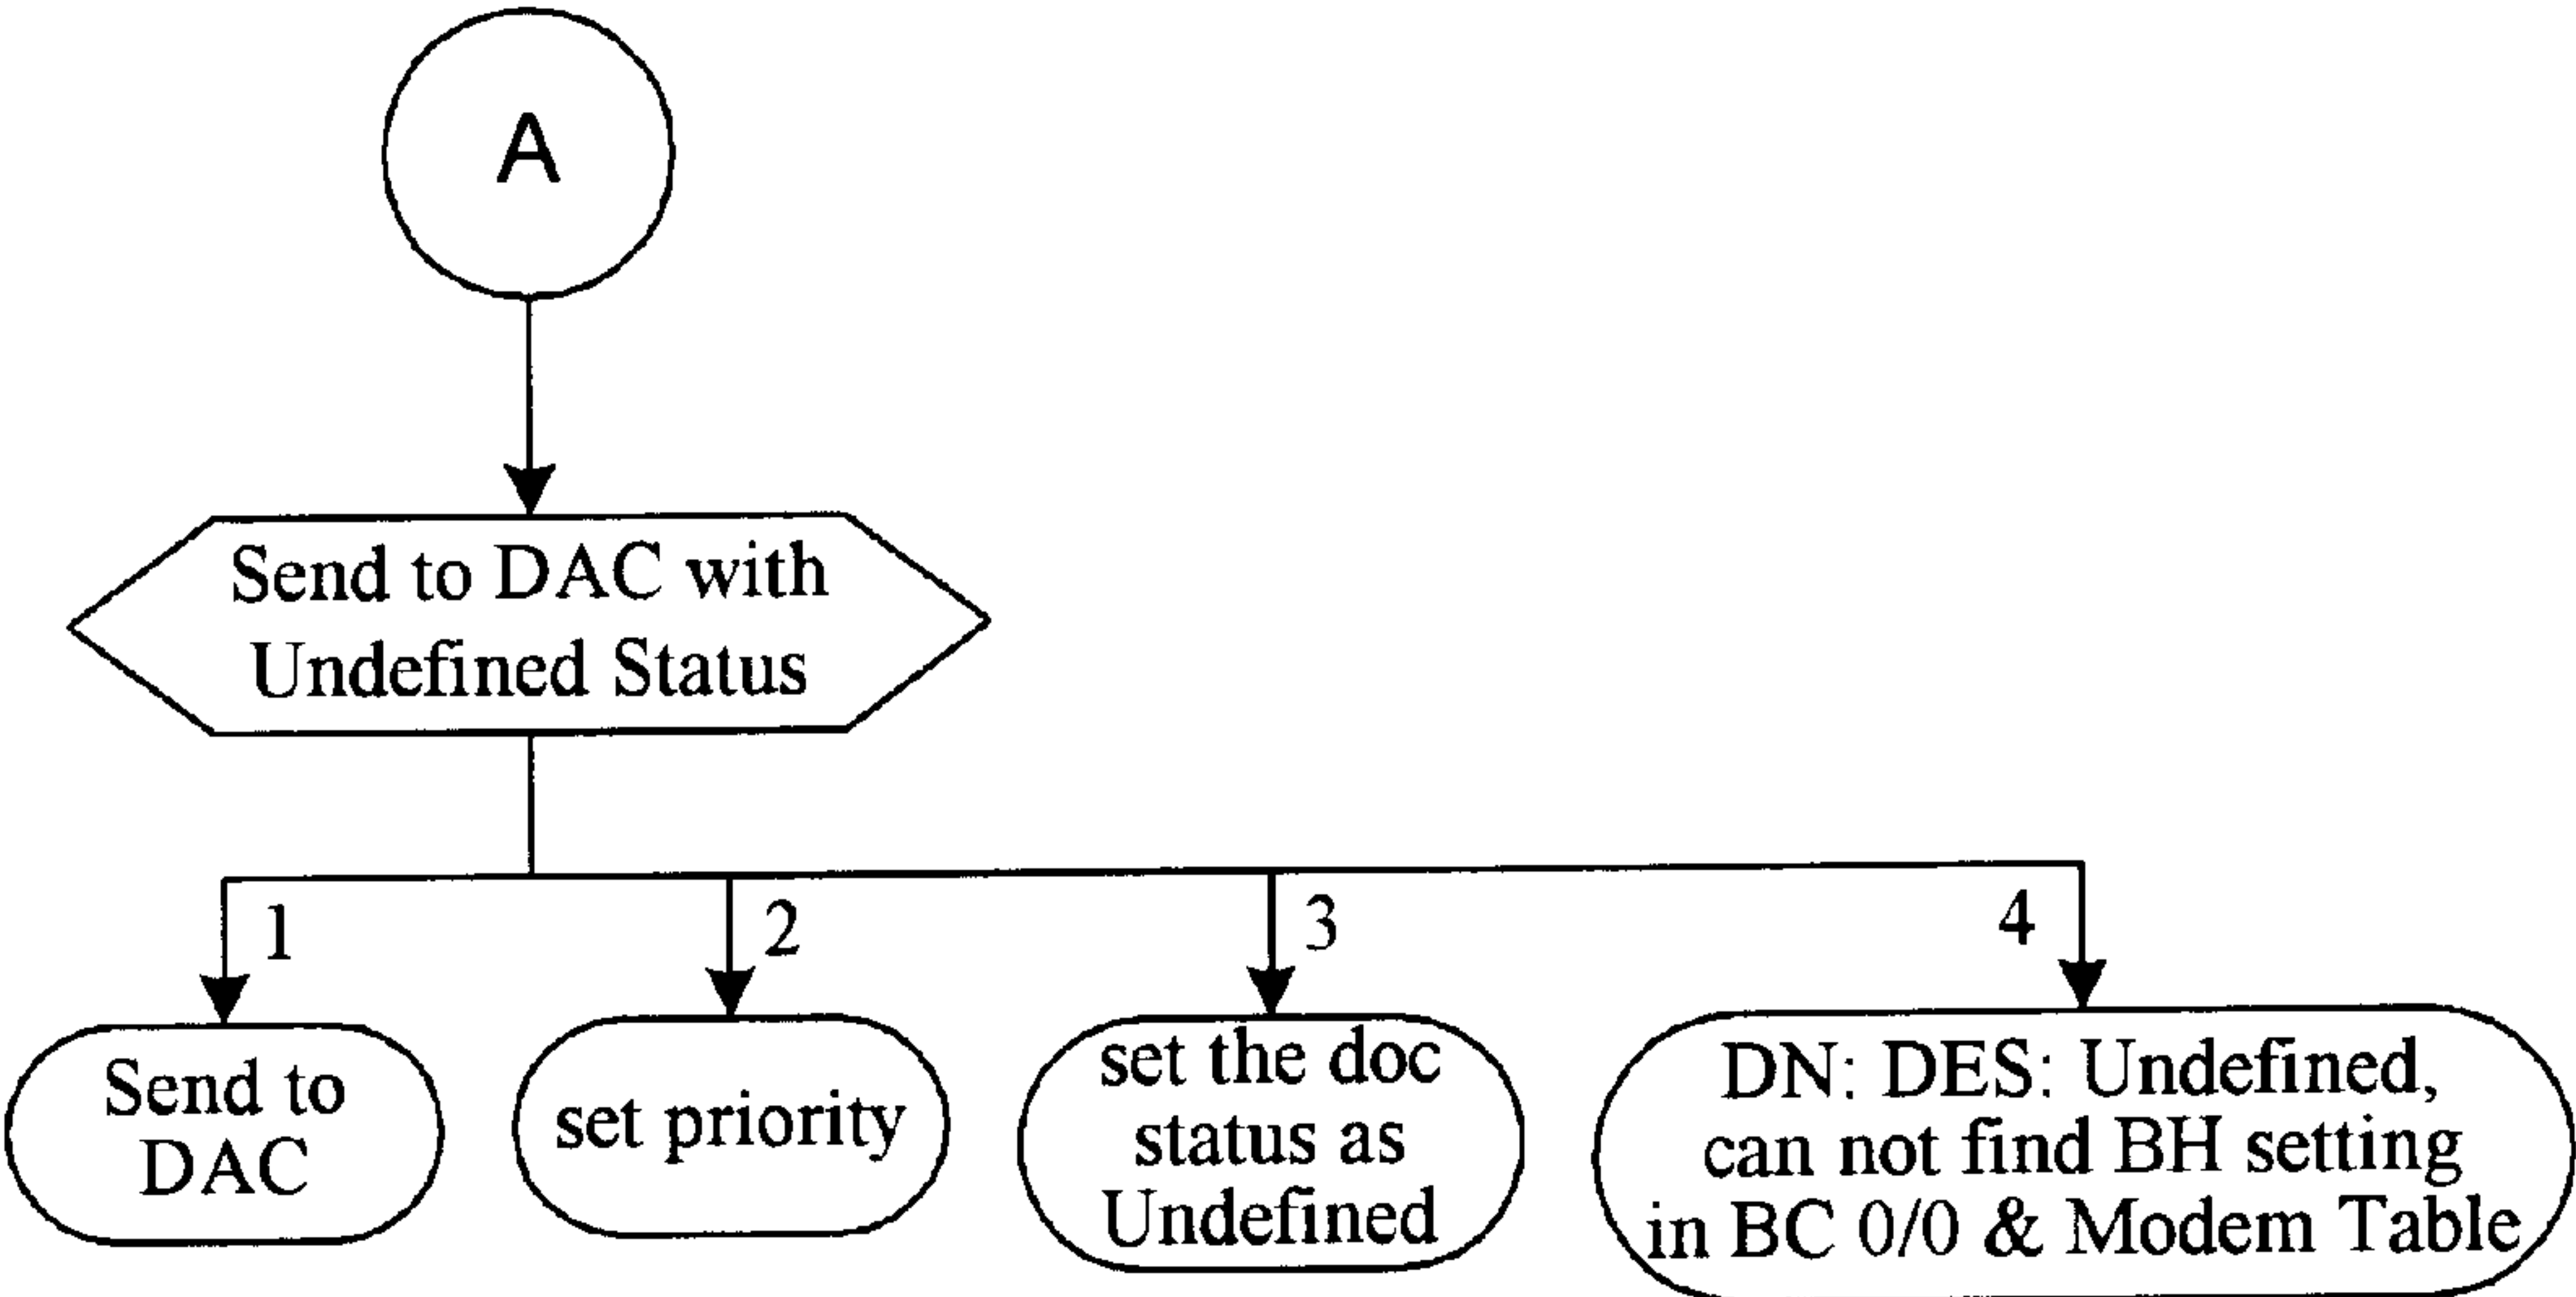 A
Send to DAC with
Undefined Status
1
2
3
4
Send to
DAC
set priority
set the doc
status as
Undefined
DN: DES: Undefined,
can not find BH setting
in BC 0/0 & Modem Table